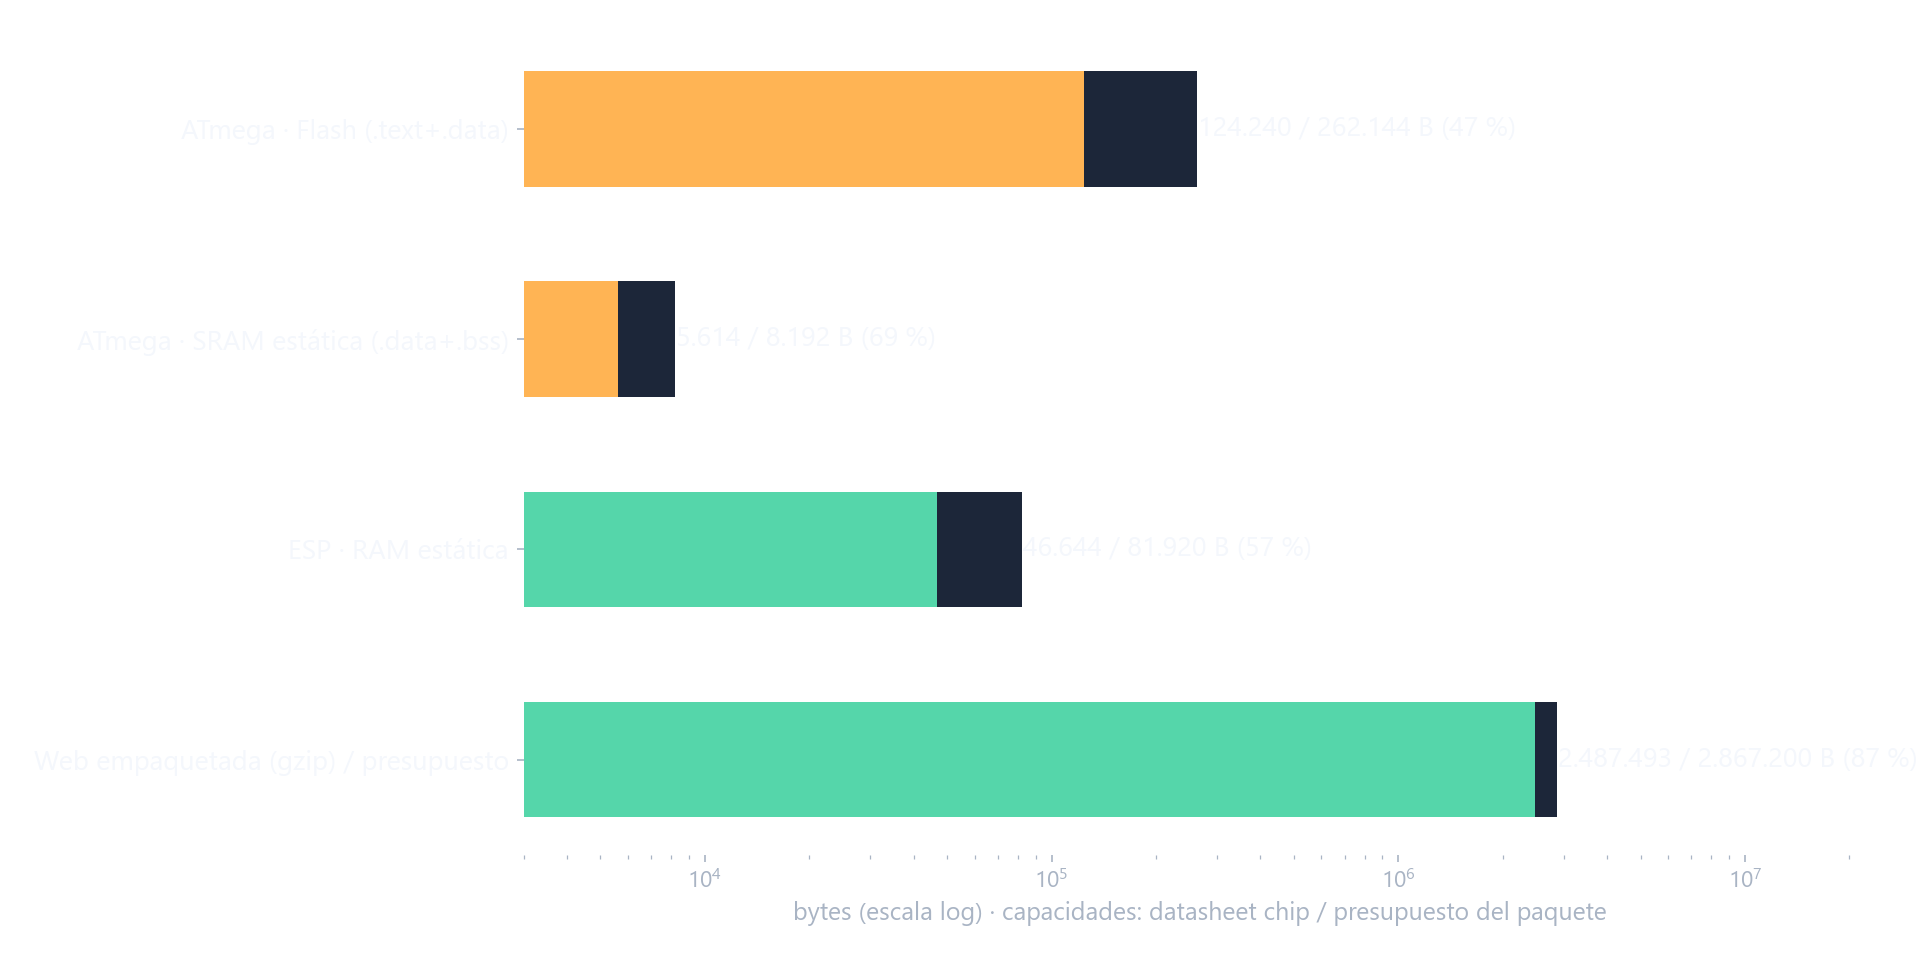 ATmega · Flash (.text+.data)
124.240 / 262.144 B (47 %)
ATmega · SRAM estática (.data+.bss)
5.614 / 8.192 B (69 %)
ESP · RAM estática
46.644 / 81.920 B (57 %)
Web empaquetada (gzip) / presupuesto
2.487.493 / 2.867.200 B (87 %)
10⁴ 10⁵ 10⁶ 10⁷
bytes (escala log) · capacidades: datasheet chip / presupuesto del paquete